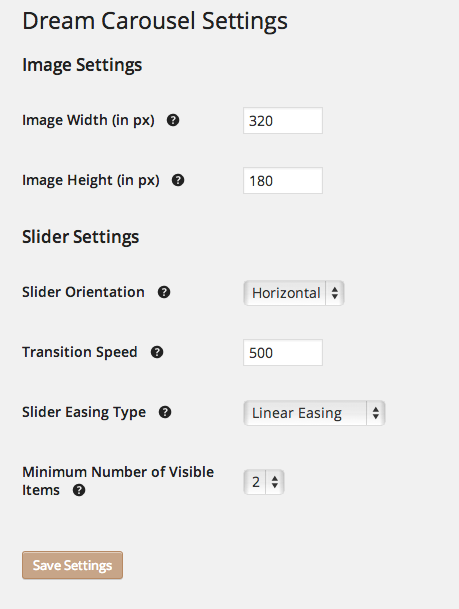 Dream Carousel Settings
Image Settings
Image Width (in px) ?
320
Image Height (in px) ?
180
Slider Settings
Slider Orientation ?
Horizontal
Transition Speed ?
500
Slider Easing Type ?
Linear Easing
Minimum Number of Visible
Items ?
2
Save Settings